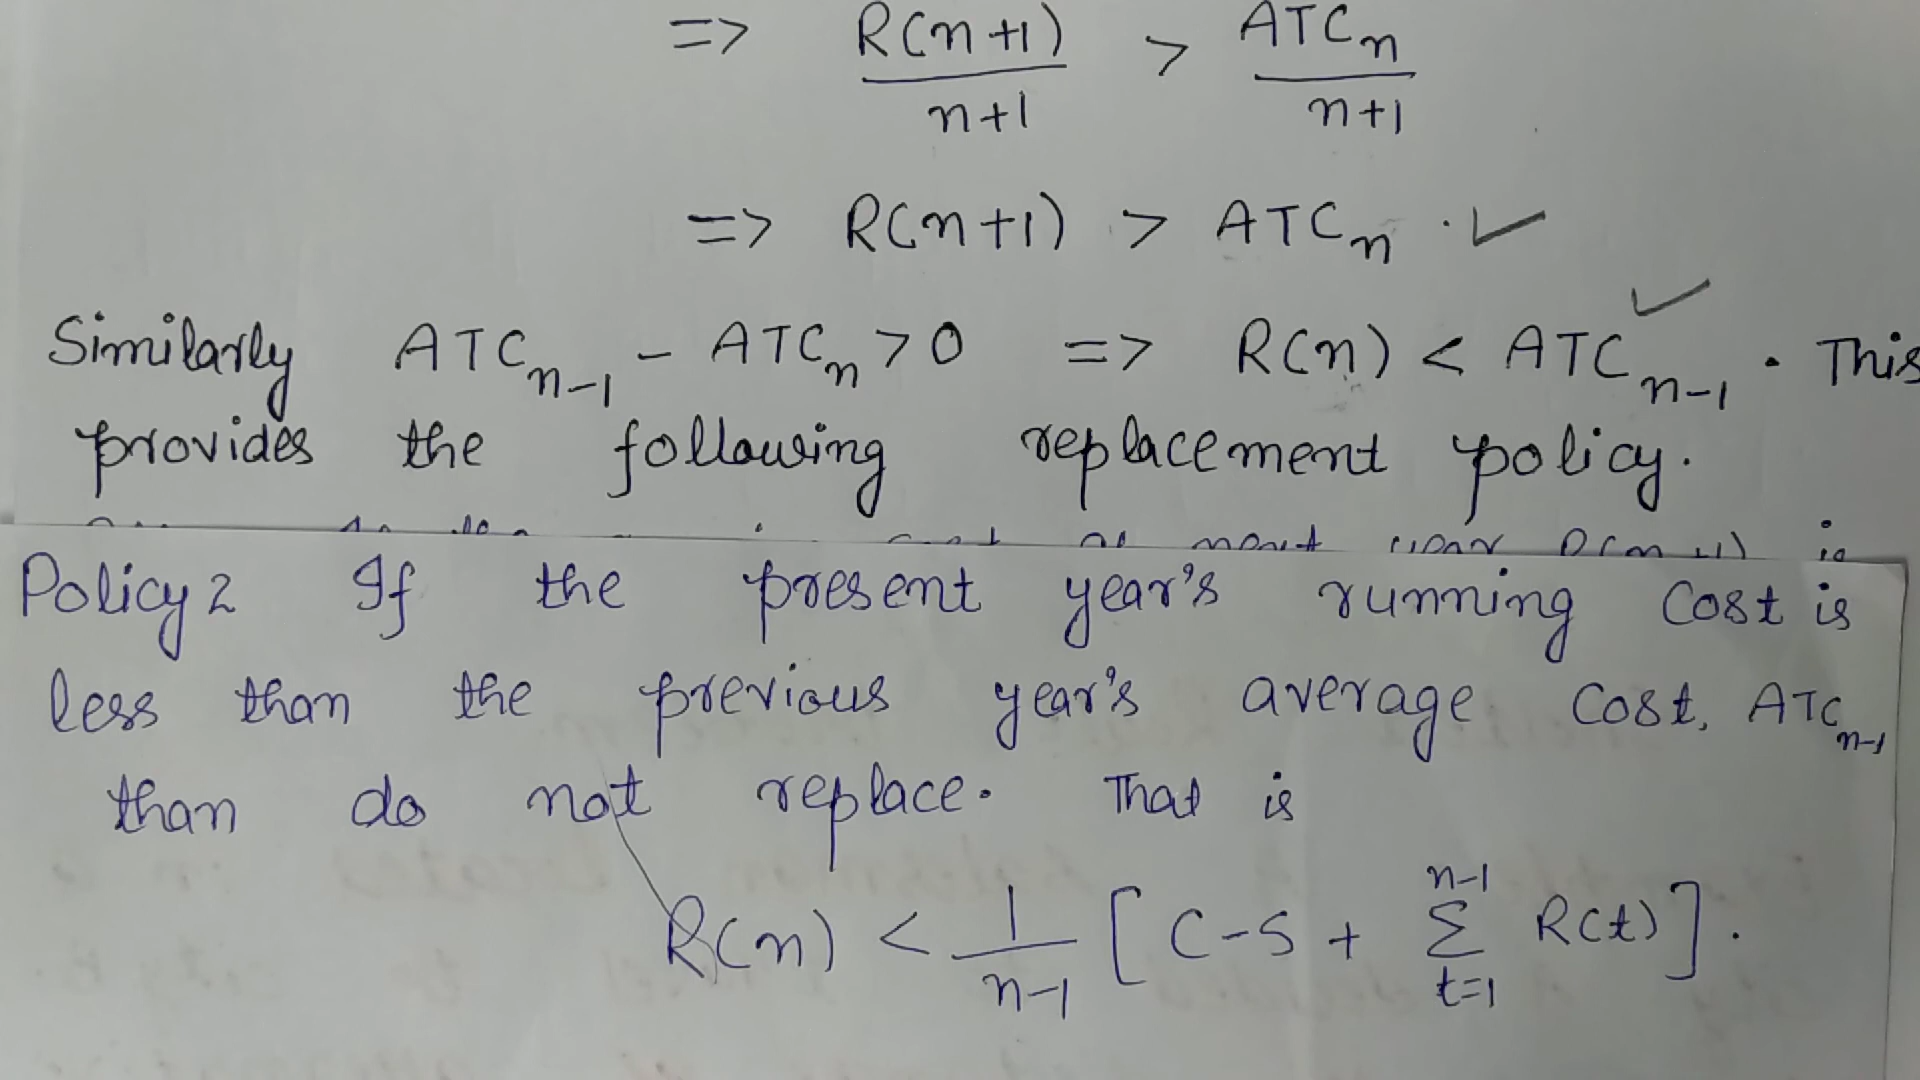 => R(n+1)/n+1 > ATCn/n+1
=> R(n+1) > ATCn. ✓
Similarly ATCn-1 - ATCn > 0 => R(n) < ATCn-1. This
provides the following replacement policy.
Policy 2 If the present year's running Cost is
less than the previous year's average Cost, ATCn-1
than do not replace. That is
R(n) < 1/n-1 [C-S + n-1 Σ t=1 R(t)].